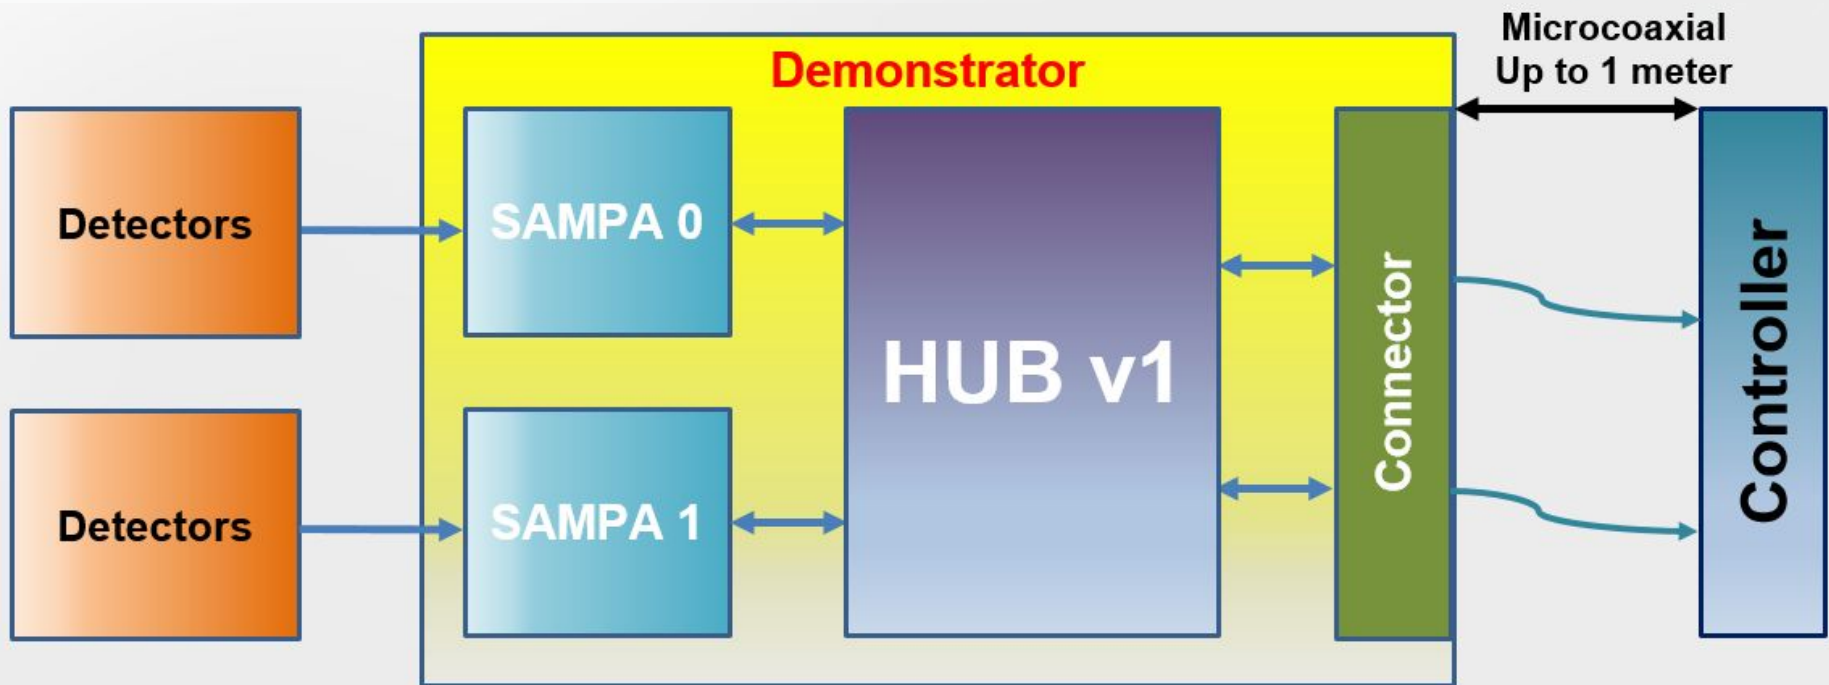 Microcoaxial
Up to 1 meter
Demonstrator
Detectors
SAMPA 0
HUB v1
Connector
Controller
Detectors
SAMPA 1